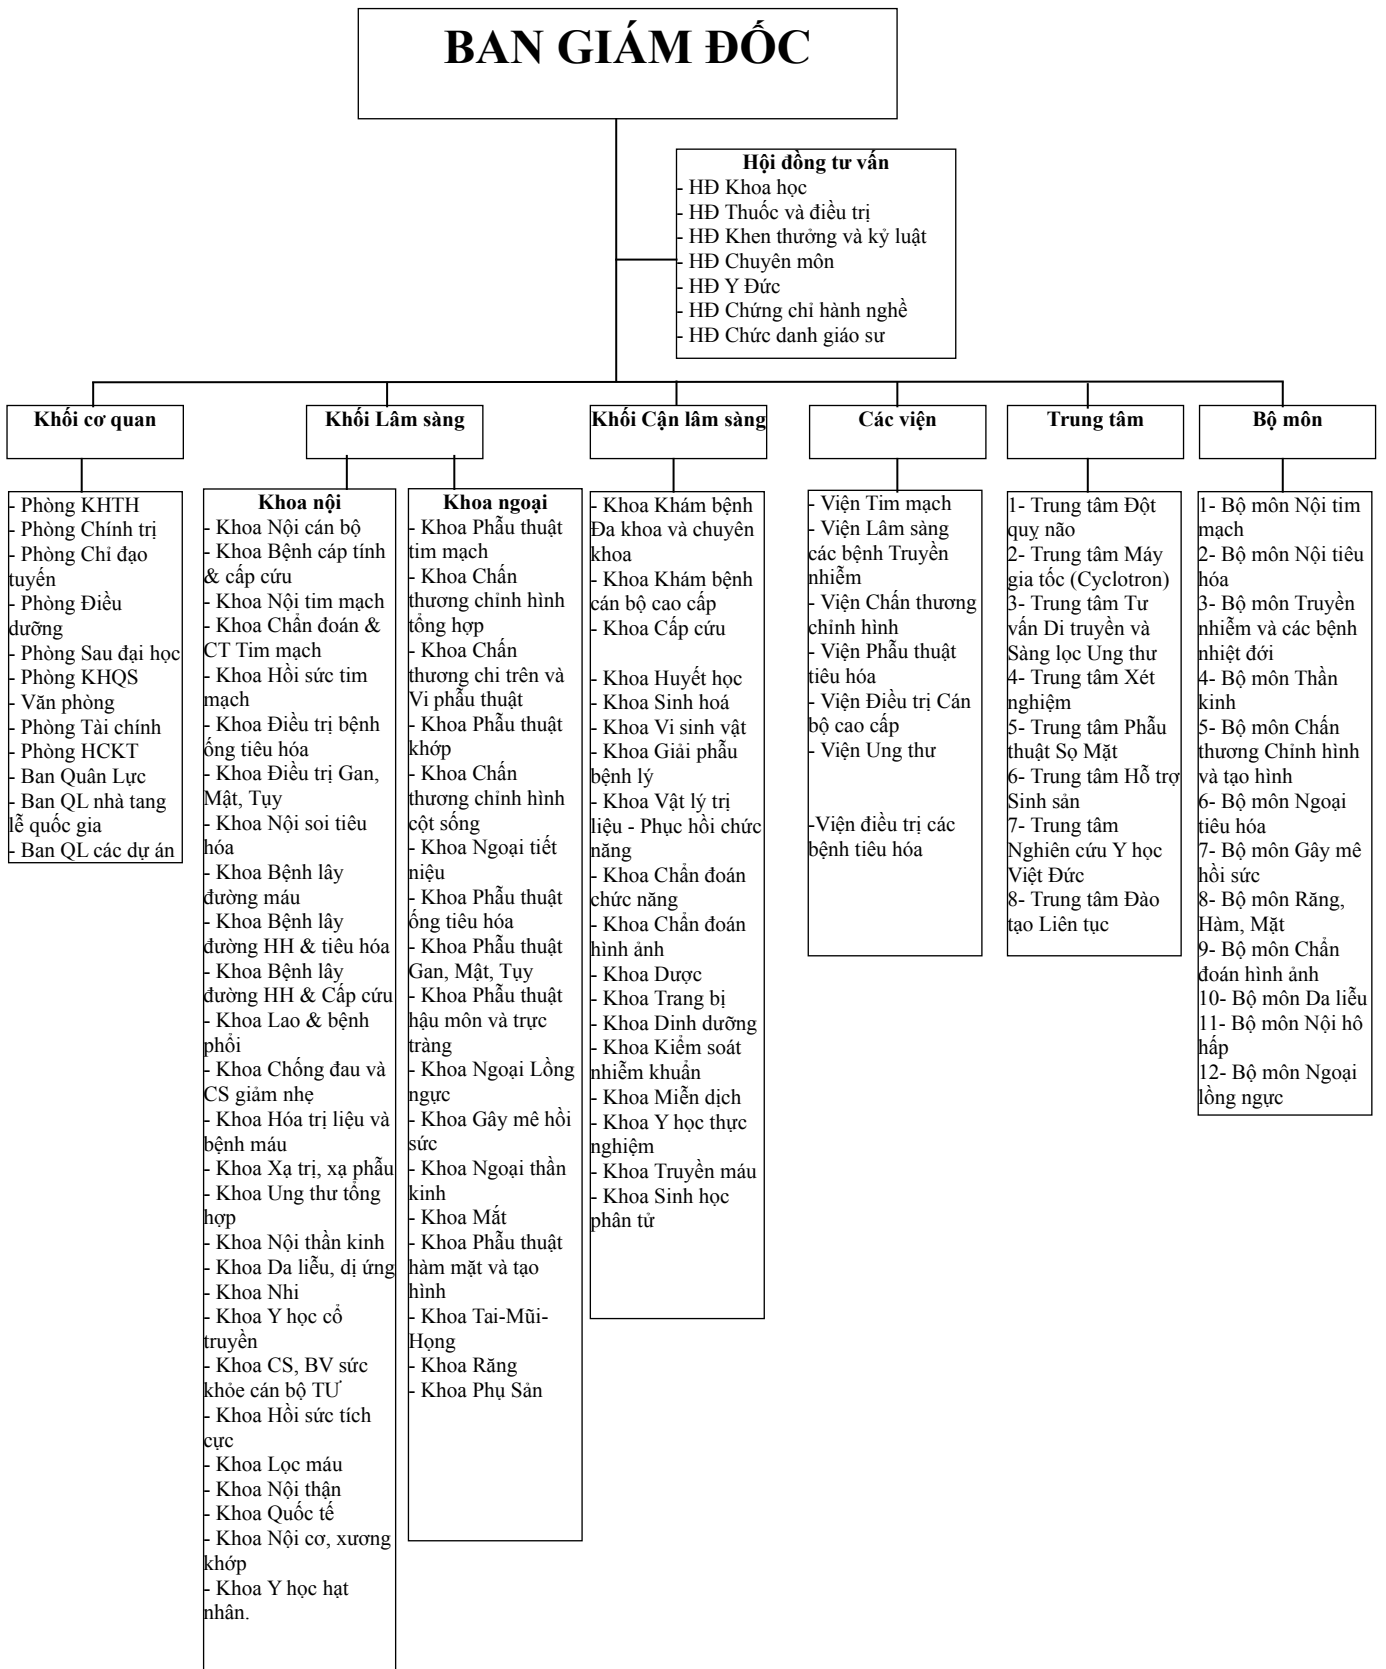 BAN GIÁM ĐỐC
Hội đồng tư vấn
- HĐ Khoa học
- HĐ Thuốc và điều trị
- HĐ Khen thưởng và kỷ luật
- HĐ Chuyên môn
- HĐ Y Đức
- HĐ Chứng chỉ hành nghề
- HĐ Chức danh giáo sư
Khối cơ quan
Khối Lâm sàng
Khối Cận lâm sàng
Các viện
Trung tâm
Bộ môn
- Phòng KHTH
- Phòng Chính trị
- Phòng Chỉ đạo
tuyến
- Phòng Điều
dưỡng
- Phòng Sau đại học
- Phòng KHQS
- Văn phòng
- Phòng Tài chính
- Phòng HCKT
- Ban Quân Lực
- Ban QL nhà tang
lễ quốc gia
- Ban QL các dự án
Khoa nội
- Khoa Nội cán bộ
- Khoa Bệnh cáp tính
& cấp cứu
- Khoa Nội tim mạch
- Khoa Chẩn đoán &
CT Tim mạch
- Khoa Hồi sức tim
mạch
- Khoa Điều trị bệnh
ống tiêu hóa
- Khoa Điều trị Gan,
Mật, Tụy
- Khoa Nội soi tiêu
hóa
- Khoa Bệnh lây
đường máu
- Khoa Bệnh lây
đường HH & tiêu hóa
- Khoa Bệnh lây
đường HH & Cấp cứu
- Khoa Lao & bệnh
phổi
- Khoa Chống đau và
CS giảm nhẹ
- Khoa Hóa trị liệu và
bệnh máu
- Khoa Xạ trị, xạ phẫu
- Khoa Ung thư tổng
hợp
- Khoa Nội thần kinh
- Khoa Da liễu, dị ứng
- Khoa Nhi
- Khoa Y học cổ
truyền
- Khoa CS, BV sức
khỏe cán bộ TƯ
- Khoa Hồi sức tích
cực
- Khoa Lọc máu
- Khoa Nội thận
- Khoa Quốc tế
- Khoa Nội cơ, xương
khớp
- Khoa Y học hạt
nhân.
Khoa ngoại
- Khoa Phẫu thuật
tim mạch
- Khoa Chấn
thương chỉnh hình
tổng hợp
- Khoa Chấn
thương chi trên và
Vi phẫu thuật
- Khoa Phẫu thuật
khớp
- Khoa Chấn
thương chỉnh hình
cột sống
- Khoa Ngoại tiết
niệu
- Khoa Phẫu thuật
ống tiêu hóa
- Khoa Phẫu thuật
Gan, Mật, Tụy
- Khoa Phẫu thuật
hậu môn và trực
tràng
- Khoa Ngoại Lồng
ngực
- Khoa Gây mê hồi
sức
- Khoa Ngoại thần
kinh
- Khoa Mắt
- Khoa Phẫu thuật
hàm mặt và tạo
hình
- Khoa Tai-Mũi-
Họng
- Khoa Răng
- Khoa Phụ Sản
- Khoa Khám bệnh
Đa khoa và chuyên
khoa
- Khoa Khám bệnh
cán bộ cao cấp
- Khoa Cấp cứu
- Khoa Huyết học
- Khoa Sinh hoá
- Khoa Vi sinh vật
- Khoa Giải phẫu
bệnh lý
- Khoa Vật lý trị
liệu - Phục hồi chức
năng
- Khoa Chẩn đoán
chức năng
- Khoa Chẩn đoán
hình ảnh
- Khoa Dược
- Khoa Trang bị
- Khoa Dinh dưỡng
- Khoa Kiểm soát
nhiễm khuẩn
- Khoa Miễn dịch
- Khoa Y học thực
nghiệm
- Khoa Truyền máu
- Khoa Sinh học
phân tử
- Viện Tim mạch
- Viện Lâm sàng
các bệnh Truyền
nhiễm
- Viện Chấn thương
chỉnh hình
- Viện Phẫu thuật
tiêu hóa
- Viện Điều trị Cán
bộ cao cấp
- Viện Ung thư
-Viện điều trị các
bệnh tiêu hóa
1- Trung tâm Đột
quỵ não
2- Trung tâm Máy
gia tốc (Cyclotron)
3- Trung tâm Tư
vấn Di truyền và
Sàng lọc Ung thư
4- Trung tâm Xét
nghiệm
5- Trung tâm Phẫu
thuật Sọ Mặt
6- Trung tâm Hỗ trợ
Sinh sản
7- Trung tâm
Nghiên cứu Y học
Việt Đức
8- Trung tâm Đào
tạo Liên tục
1- Bộ môn Nội tim
mạch
2- Bộ môn Nội tiêu
hóa
3- Bộ môn Truyền
nhiễm và các bệnh
nhiệt đới
4- Bộ môn Thần
kinh
5- Bộ môn Chấn
thương Chỉnh hình
và tạo hình
6- Bộ môn Ngoại
tiêu hóa
7- Bộ môn Gây mê
hồi sức
8- Bộ môn Răng,
Hàm, Mặt
9- Bộ môn Chẩn
đoán hình ảnh
10- Bộ môn Da liễu
11- Bộ môn Nội hô
hấp
12- Bộ môn Ngoại
lồng ngực